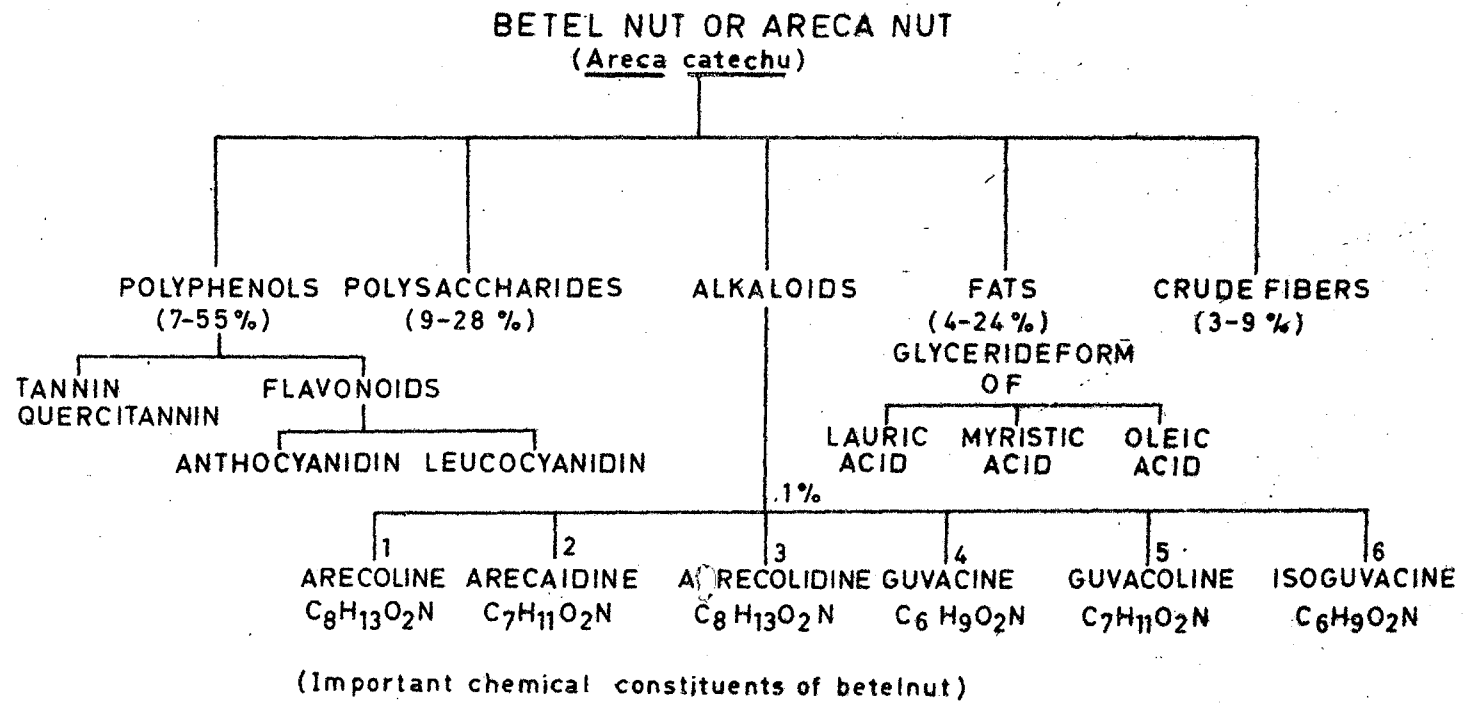 BETEL NUT OR ARECA NUT
(Areca catechu)
POLYPHENOLS POLYSACCHARIDES ALKALOIDS FATS CRUDE FIBERS
(7-55%) (9-28 %) (4-24%) (3-9 %)
GLYCERIDEFORM
TANNIN FLAVONOIDS OF
QUERCITANNIN
LAURIC MYRISTIC OLEIC
ACID ACID ACID
ANTHOCYANIDIN LEUCOCYANIDIN
.1%
1 2 3 4 5 6
ARECOLINE ARECAIDINE ARECOLIDINE GUVACINE GUVACOLINE ISOGUVACINE
C8H13O2N C7H11O2N C8H13O2N C6H9O2N C7H11O2N C6H9O2N
(Important chemical constituents of betelnut)